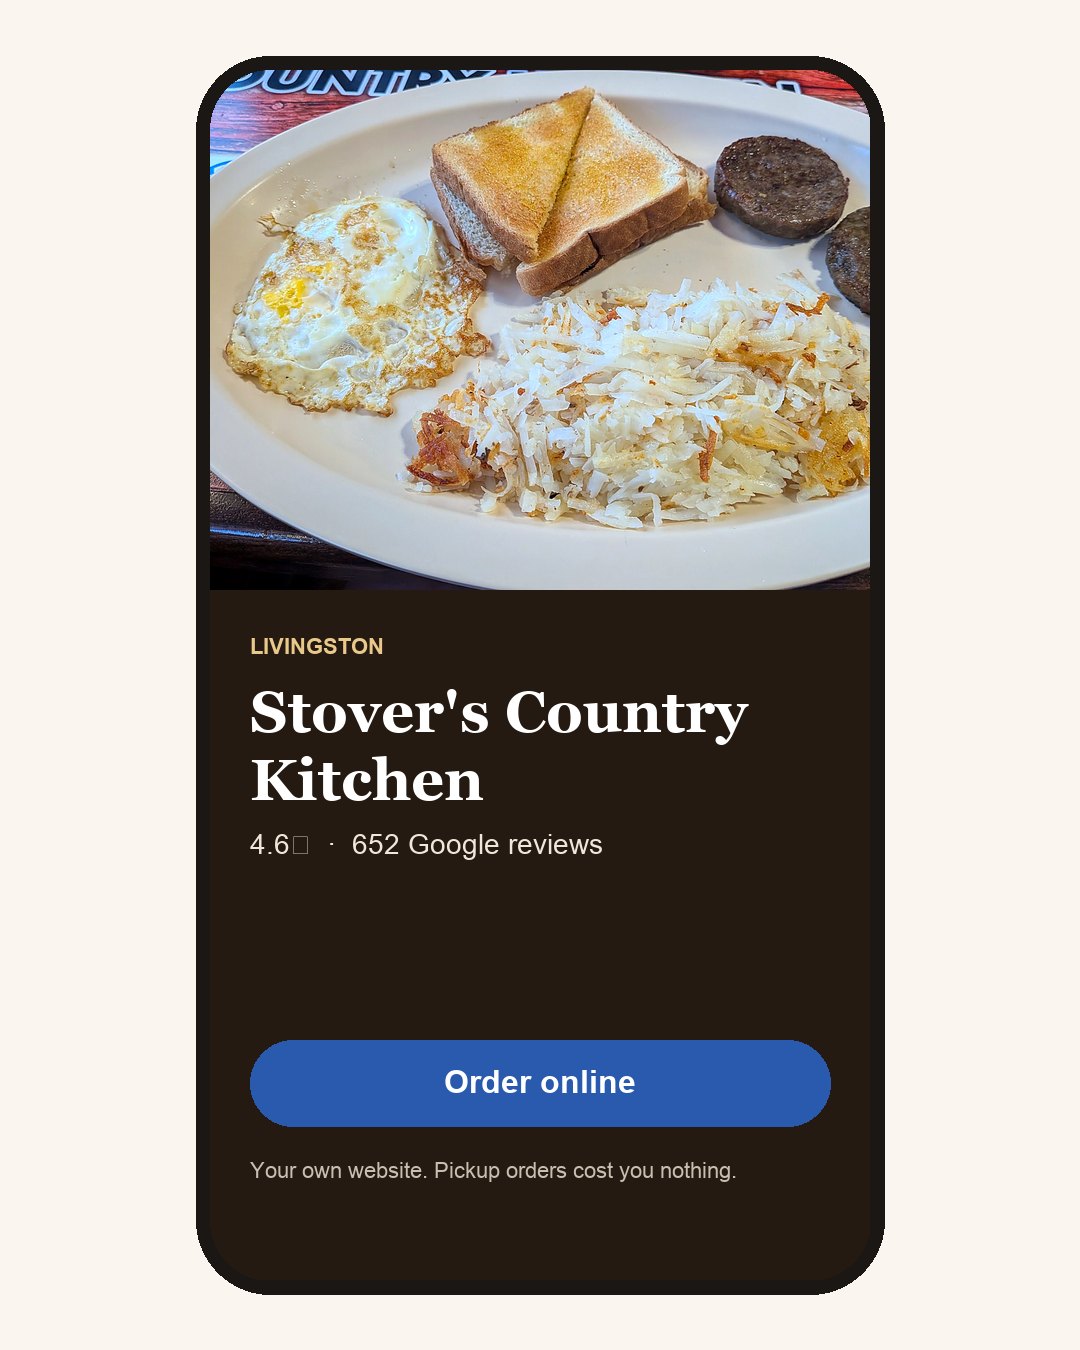 COUNTRY
LIVINGSTON
Stover's Country
Kitchen
4.6□ · 652 Google reviews
Order online
Your own website. Pickup orders cost you nothing.